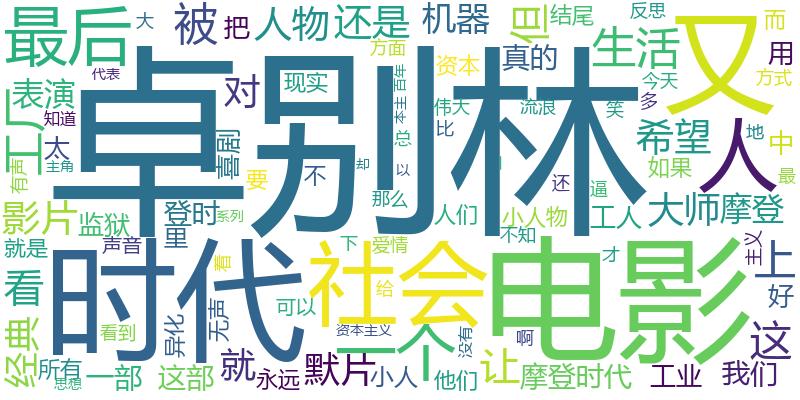 最后
大
被
把
人物
还是
机器
但
结尾
反思
而
又
用
代表
方面
生活
工厂
表演
卓别林
对
现实
资本
真的
今天
方式
知道
太
喜剧
百年
本主
伟大
流浪
笑
多
人
有声
主角
总
比
希望
地
中
要
不
却
以
还
逼
如果
最
影片
监狱
登时
里
系列
那么
人们
小人物
工人
大师
摩登
就是
声音
时代
看
下
爱情
社会
不知
电影
才
主义
上
好
看
经典
看到
异化
无声
可以
给
一个
资本主义
没有
啊
这
所有
思想
一部
这部
就
永远
默片
小人
他们
让
摩登时代
工业
我们